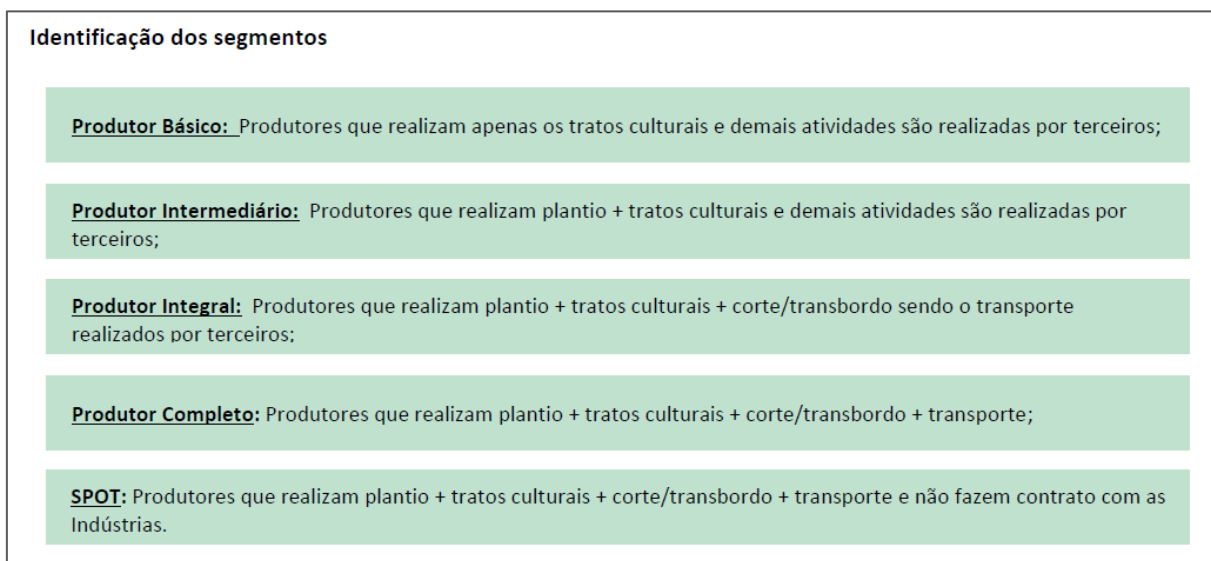 Identificação dos segmentos
Produtor Básico: Produtores que realizam apenas os tratos culturais e demais atividades são realizadas por terceiros;
Produtor Intermediário: Produtores que realizam plantio + tratos culturais e demais atividades são realizadas por
terceiros;
Produtor Integral: Produtores que realizam plantio + tratos culturais + corte/transbordo sendo o transporte
realizados por terceiros;
Produtor Completo: Produtores que realizam plantio + tratos culturais + corte/transbordo + transporte;
SPOT: Produtores que realizam plantio + tratos culturais + corte/transbordo + transporte e não fazem contrato com as
Indústrias.